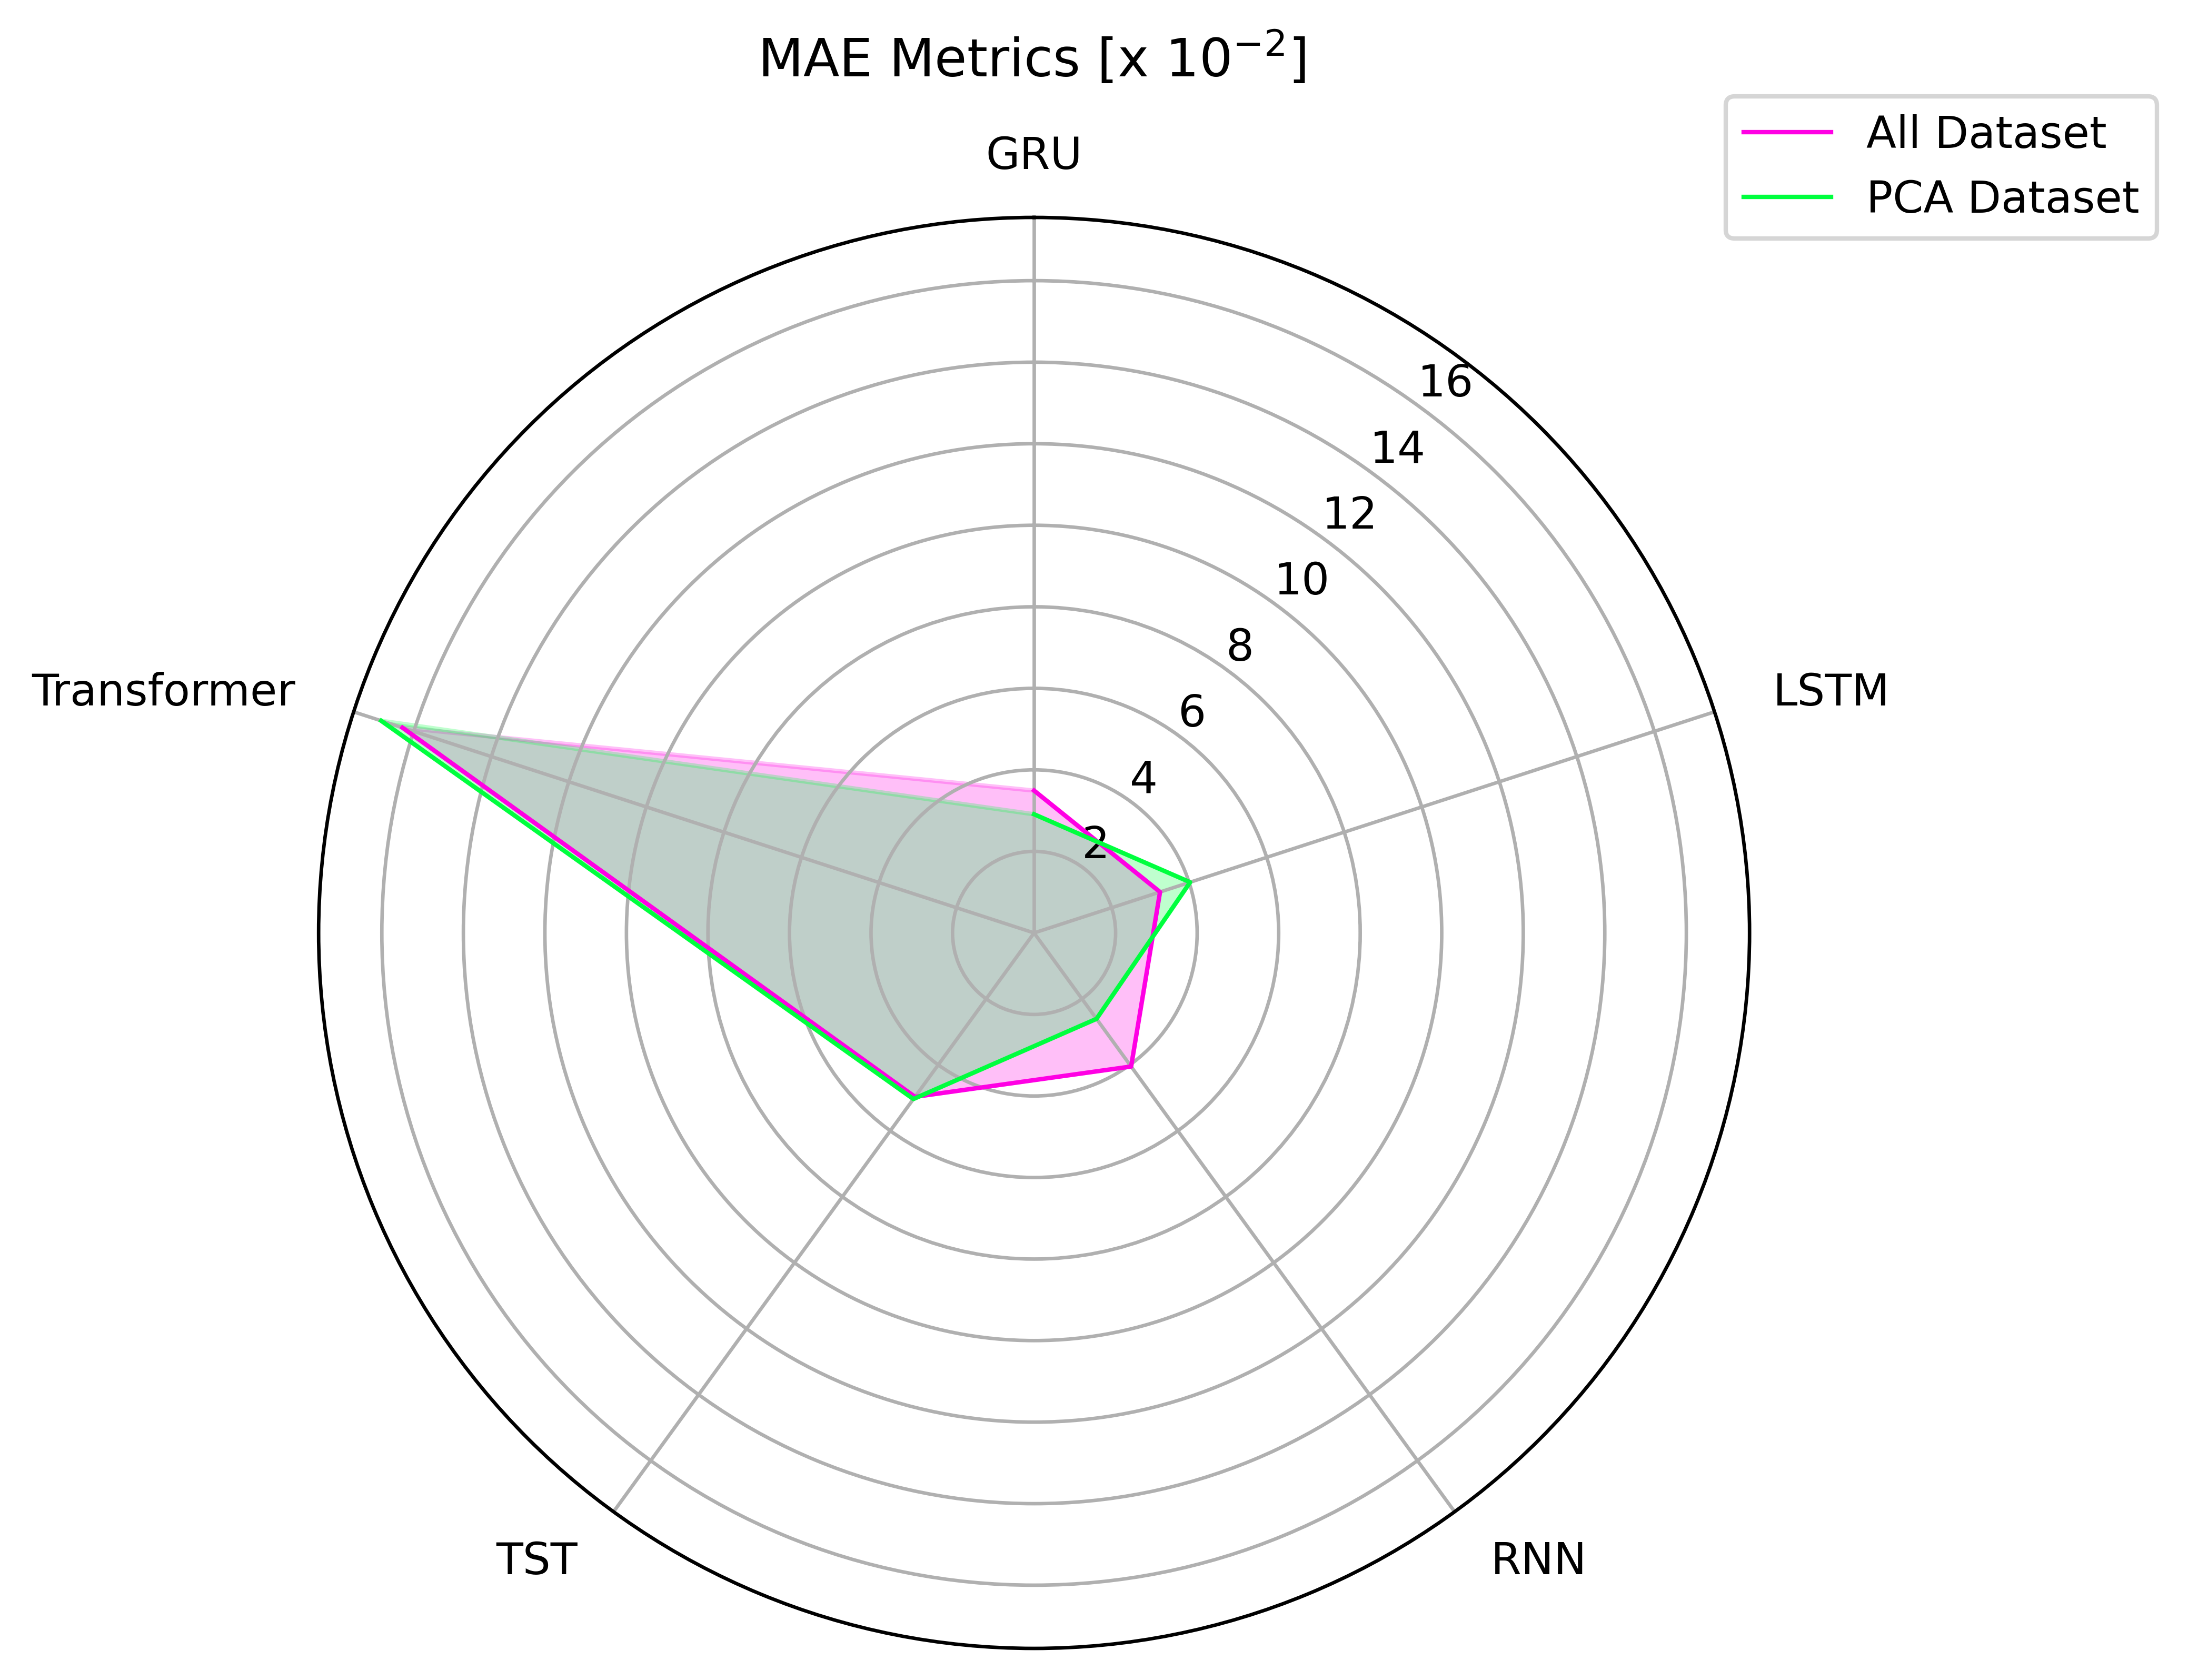 MAE Metrics [x 10⁻²]
All Dataset
PCA Dataset
GRU
LSTM
RNN
TST
Transformer
2
4
6
8
10
12
14
16